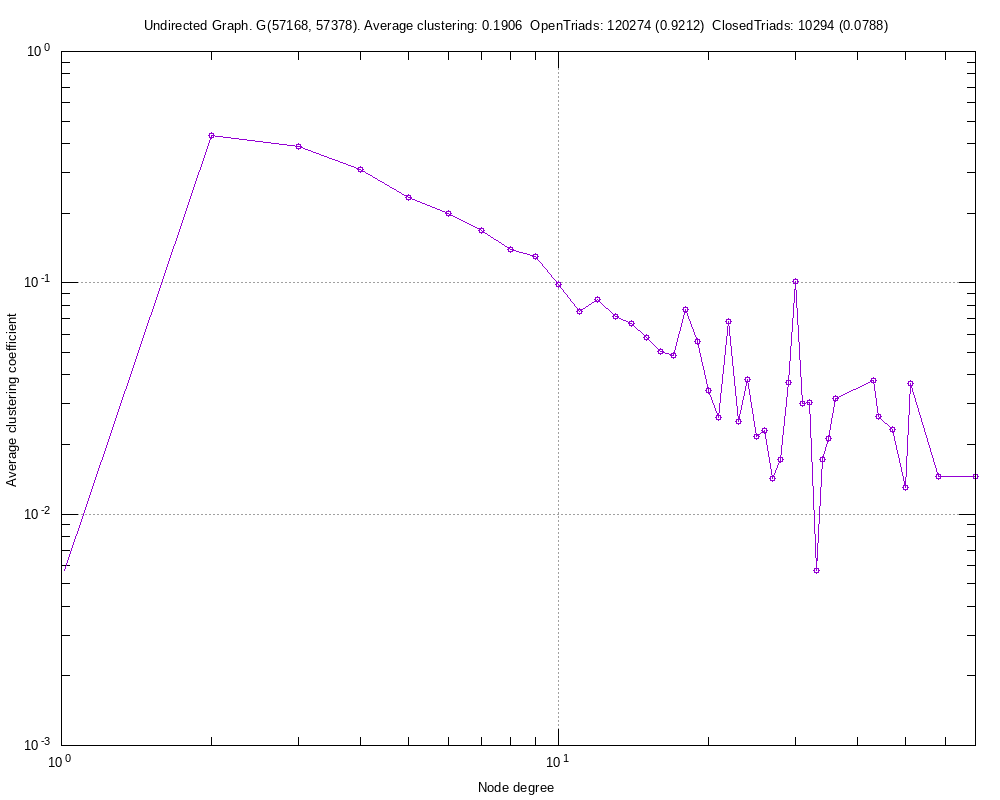 Undirected Graph. G(57168, 57378). Average clustering: 0.1906  OpenTriads: 120274 (0.9212)  ClosedTriads: 10294 (0.0788)
10^0
10^-1
Average clustering coefficient
10^-2
10^-3
10^0 10^1
Node degree